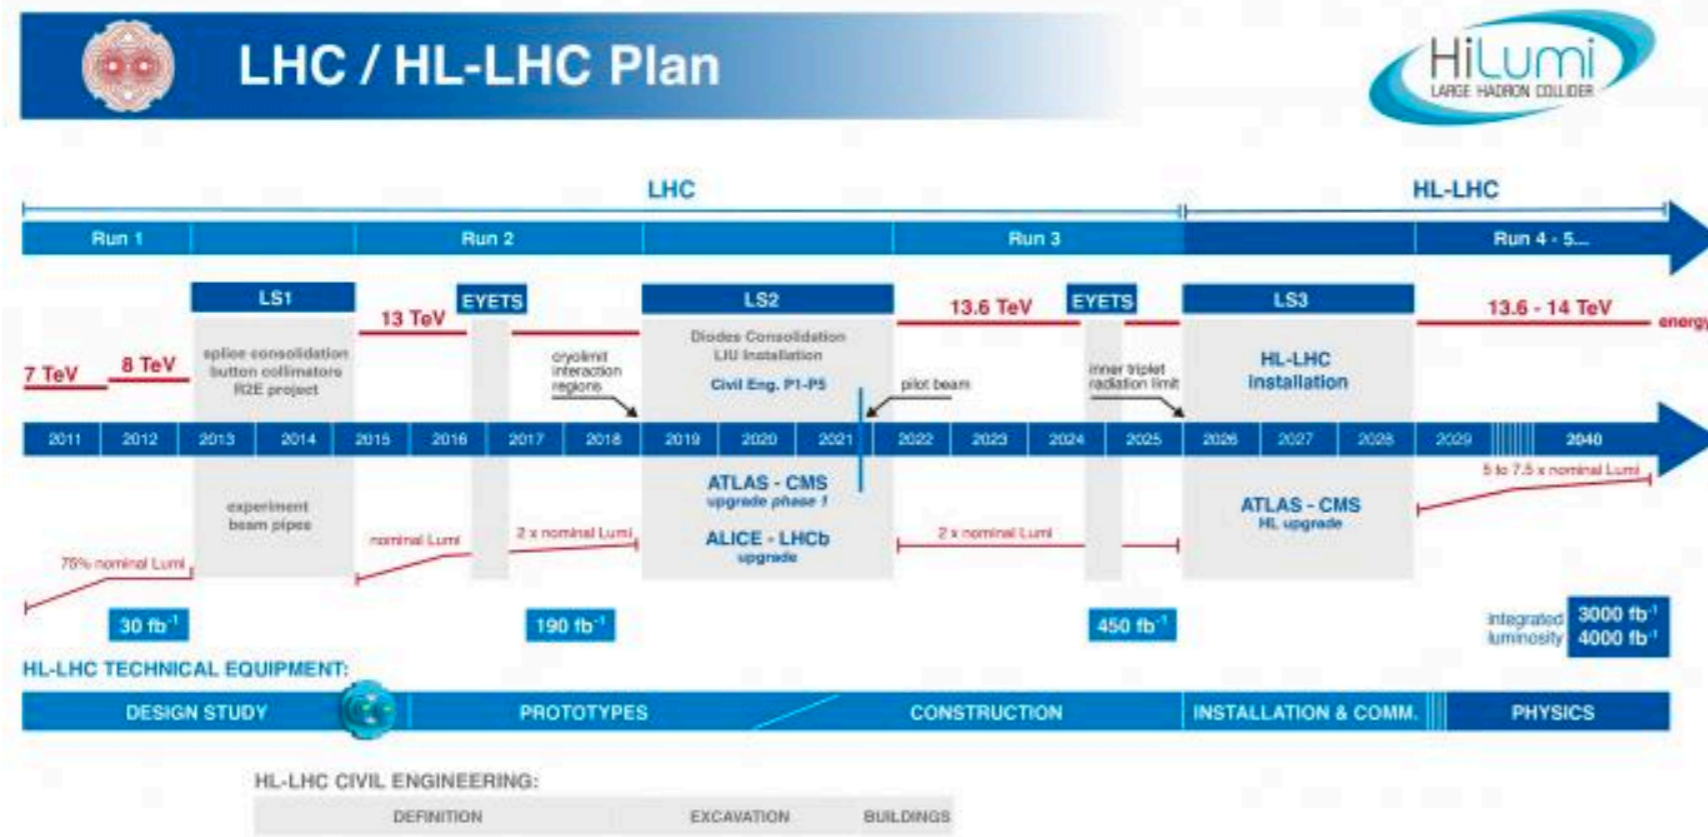 LHC / HL-LHC Plan
HiLumi
LARGE HADRON COLLIDER
LHC
HL-LHC
Run 1
Run 2
Run 3
Run 4 - 5...
LS1
EYETS
LS2
EYETS
LS3
13 TeV
13.6 TeV
13.6 - 14 TeV
energy
7 TeV
8 TeV
splice consolidation
button collimators
R2E project
cryolimit
interaction
regions
Diodes Consolidation
LIU Installation
Civil Eng. P1-P5
pilot beam
inner triplet
radiation limit
HL-LHC
installation
2011 2012 2013 2014 2015 2016 2017 2018 2019 2020 2021 2022 2023 2024 2025 2026 2027 2028 2029 2040
5 to 7.5 x nominal Lumi
experiment
beam pipes
ATLAS - CMS
upgrade phase 1
ALICE - LHCb
upgrade
ATLAS - CMS
HL upgrade
75% nominal Lumi
nominal Lumi
2 x nominal Lumi
2 x nominal Lumi
30 fb⁻¹
190 fb⁻¹
450 fb⁻¹
integrated
luminosity
3000 fb⁻¹
4000 fb⁻¹
HL-LHC TECHNICAL EQUIPMENT:
DESIGN STUDY
PROTOTYPES
CONSTRUCTION
INSTALLATION & COMM.
PHYSICS
HL-LHC CIVIL ENGINEERING:
DEFINITION
EXCAVATION
BUILDINGS